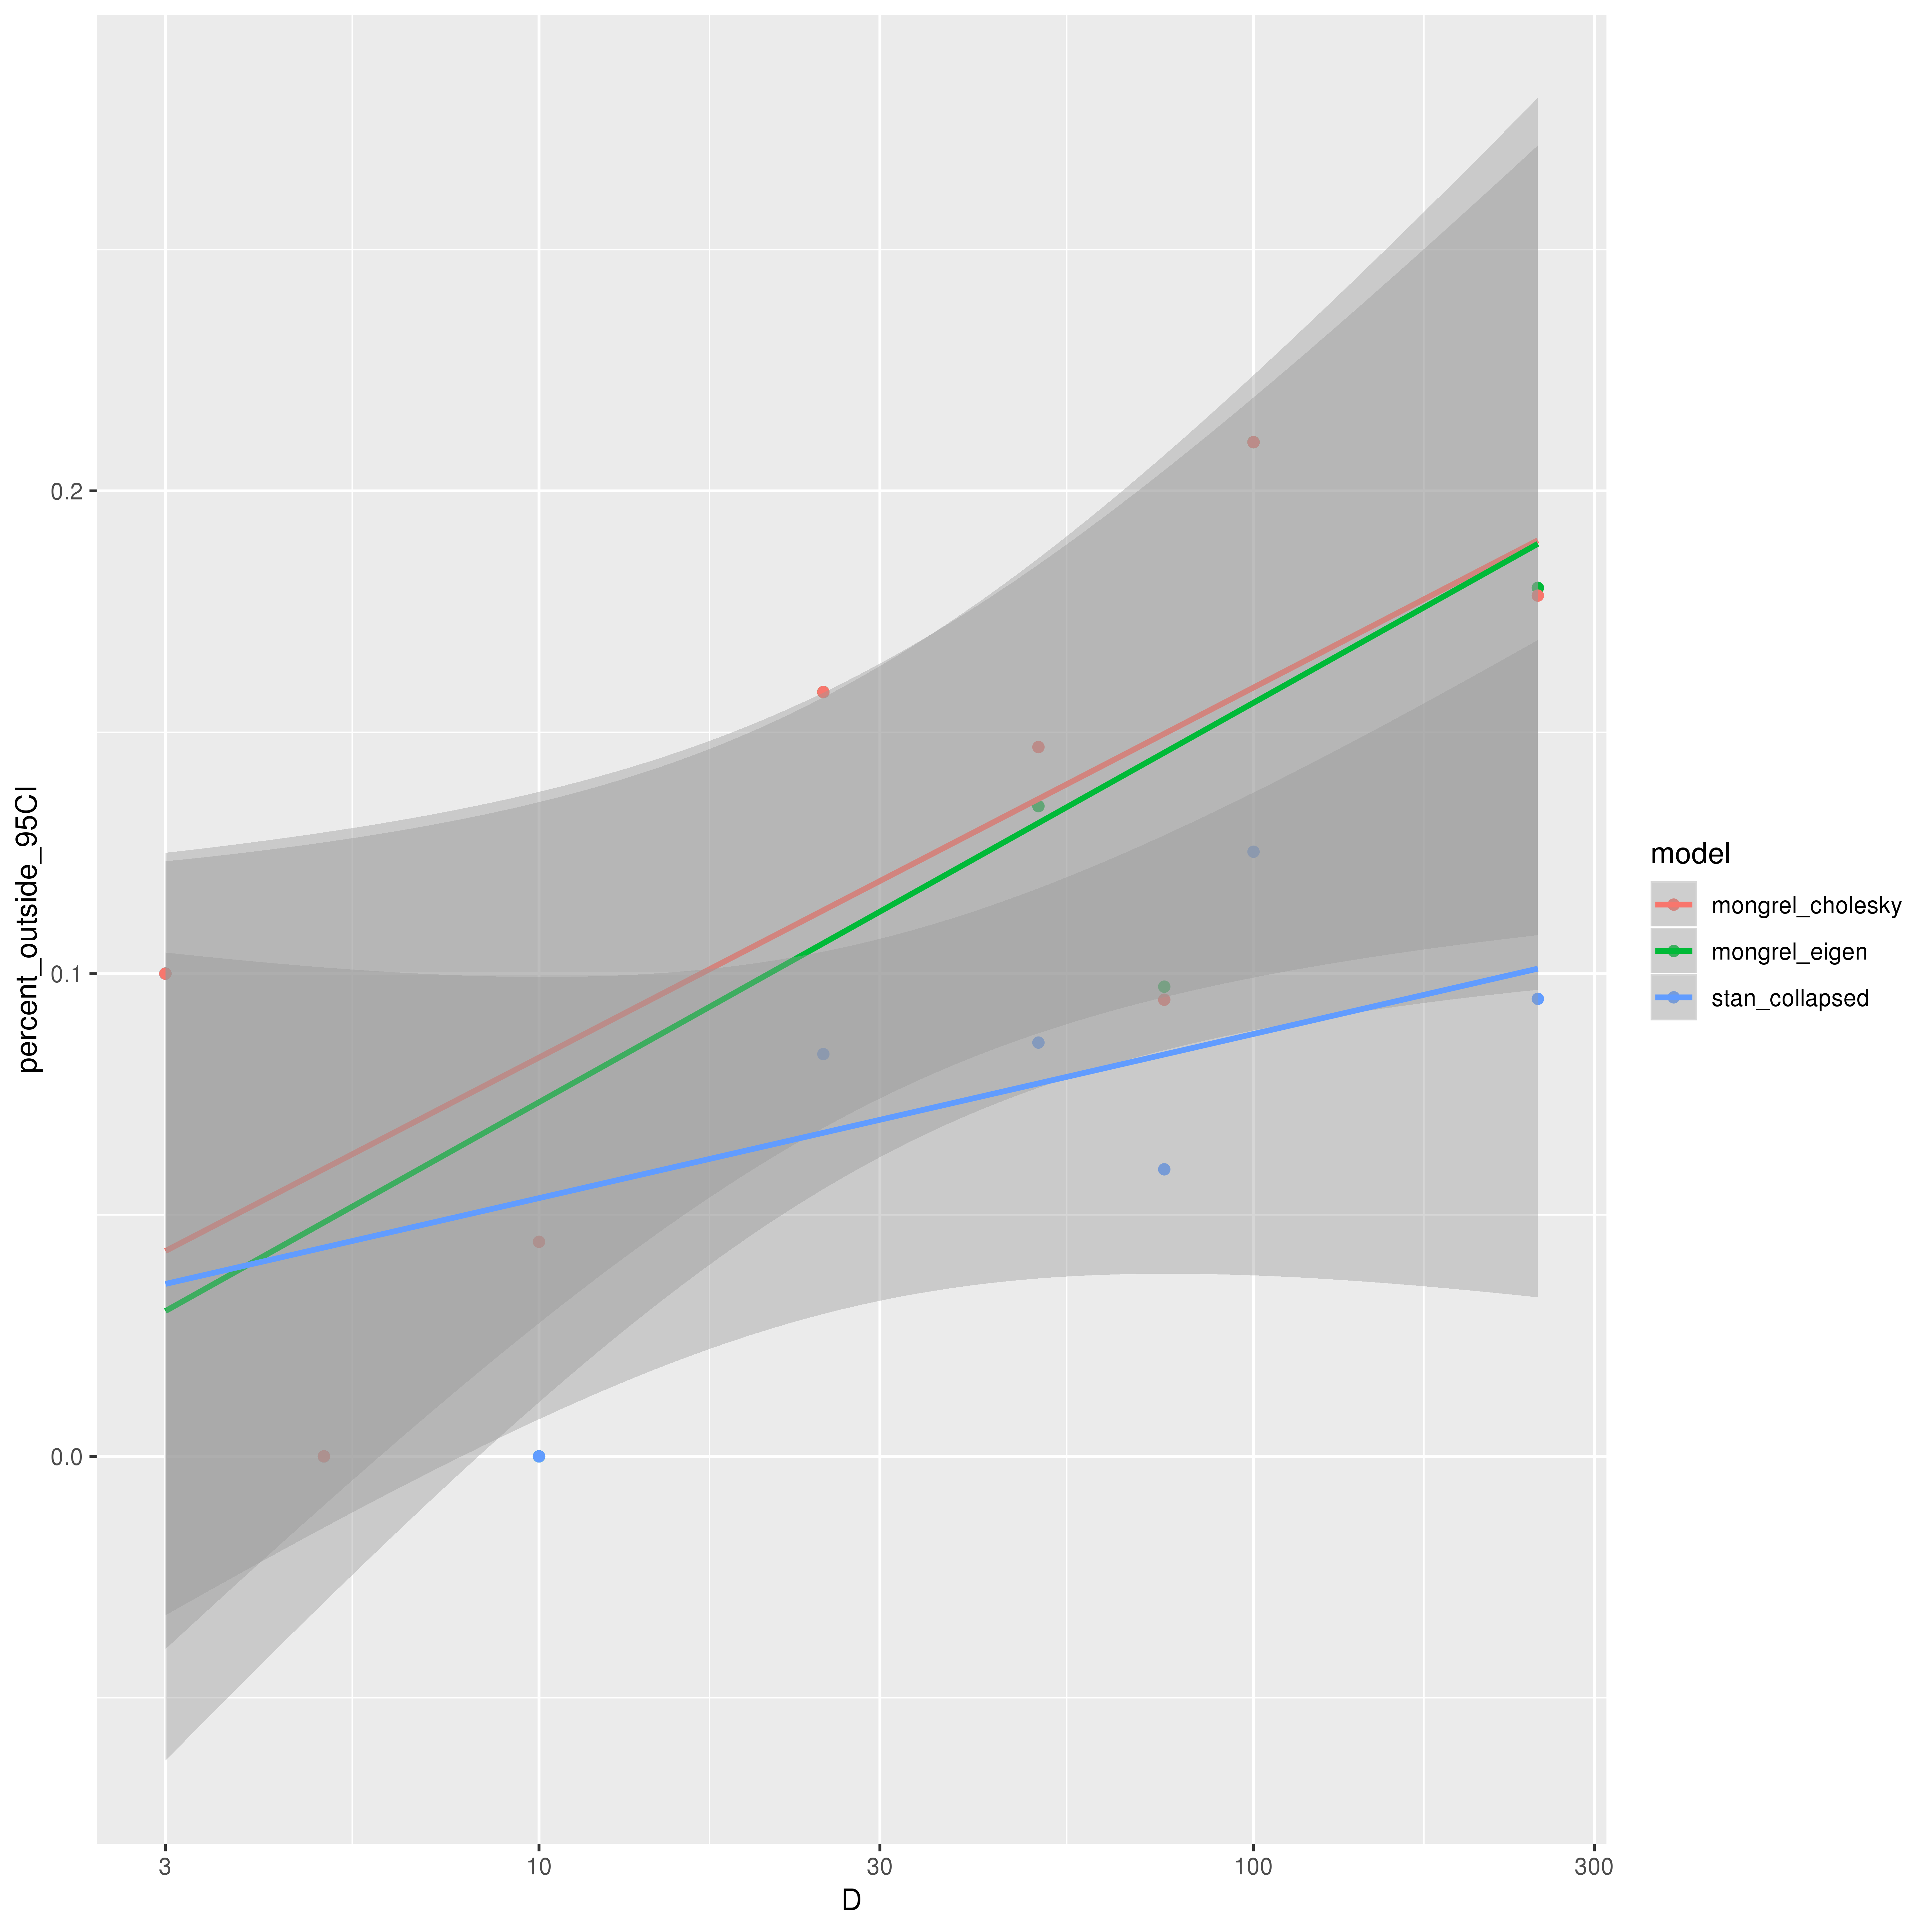 percent_outside_95CI
0.2
0.1
0.0
3
10
30
100
300
D
model
mongrel_cholesky
mongrel_eigen
stan_collapsed